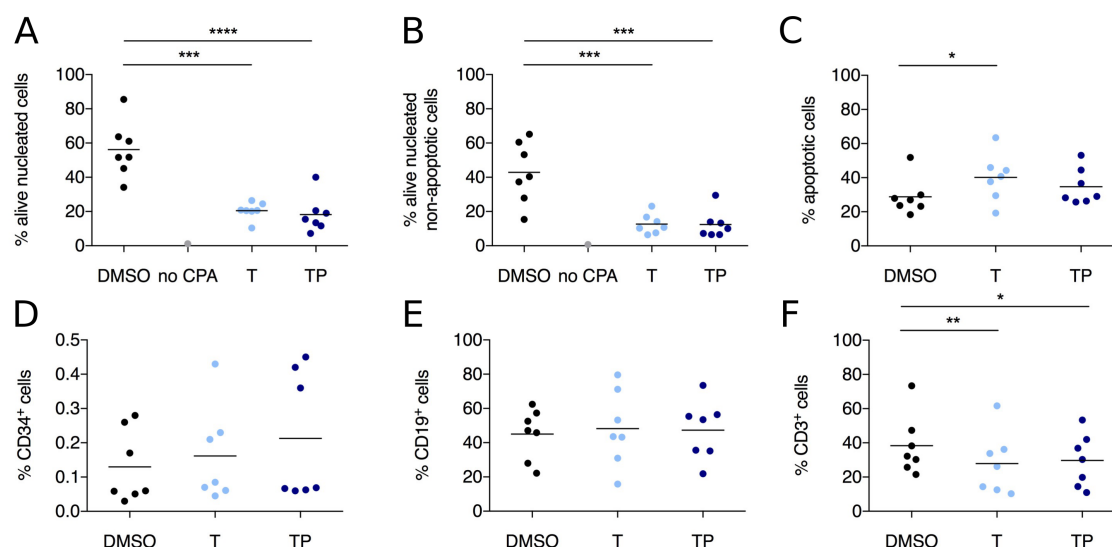 A
****
***
% alive nucleated cells
100
80
60
40
20
0
DMSO no CPA T TP
B
***
***
% alive nucleated
non-apoptotic cells
100
80
60
40
20
0
DMSO no CPA T TP
C
*
% apoptotic cells
100
80
60
40
20
0
DMSO T TP
D
% CD34⁺ cells
0.5
0.4
0.3
0.2
0.1
0.0
DMSO T TP
E
% CD19⁺ cells
100
80
60
40
20
0
DMSO T TP
F
*
**
% CD3⁺ cells
100
80
60
40
20
0
DMSO T TP